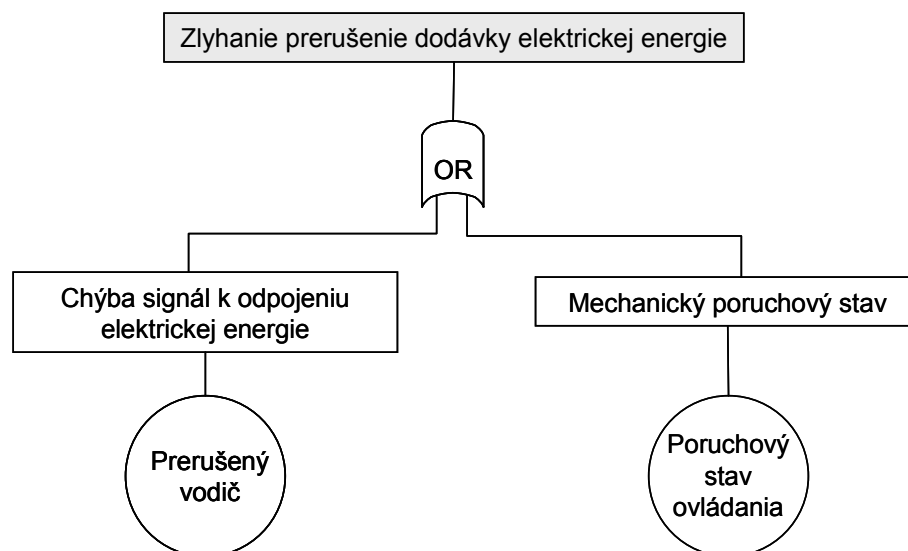 Zlyhanie prerušenie dodávky elektrickej energie
OR
Chýba signál k odpojeniu
elektrickej energie
Mechanický poruchový stav
Prerušený
vodič
Poruchový
stav
ovládania